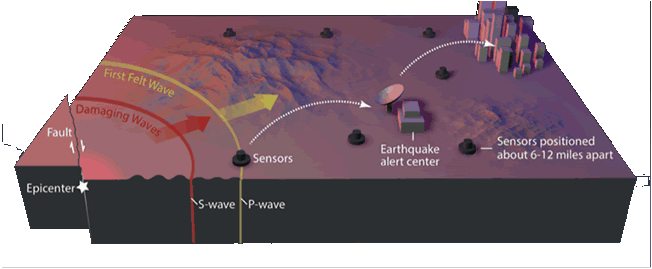 First Felt Wave
Damaging Waves
Fault
Epicenter
Sensors
S-wave
P-wave
Earthquake
alert center
Sensors positioned
about 6-12 miles apart